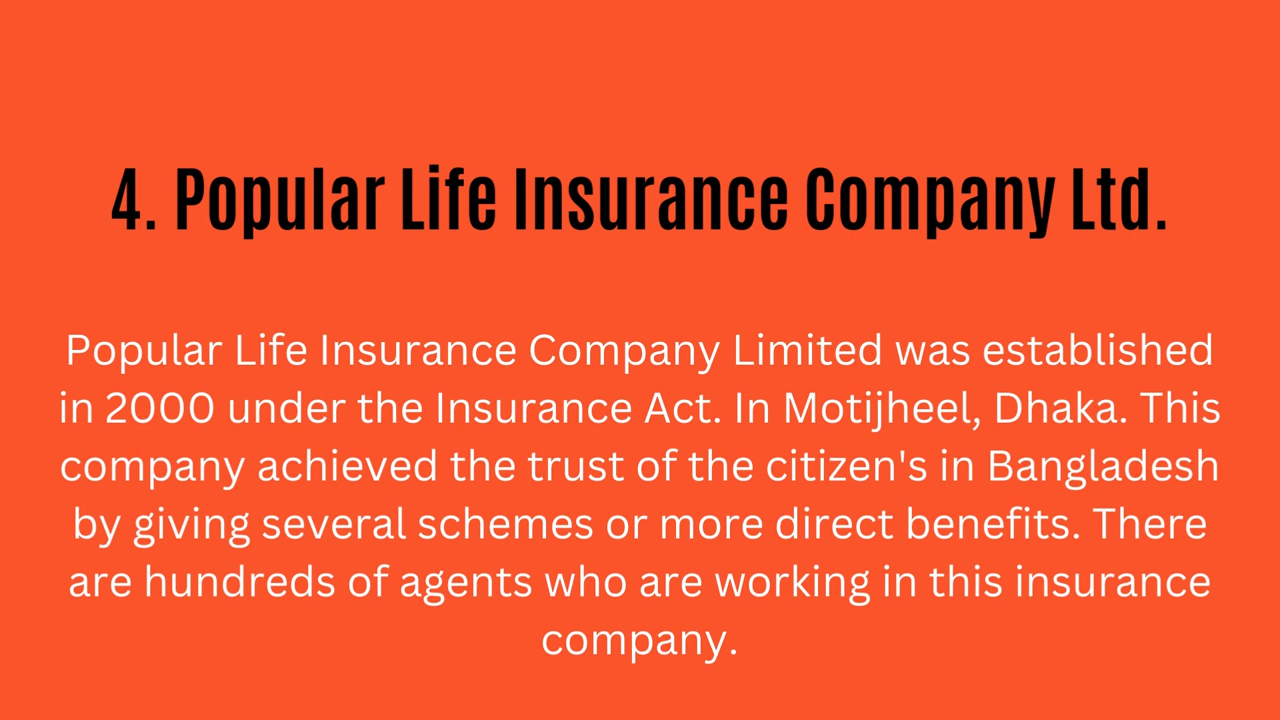 4. Popular Life Insurance Company Ltd.
Popular Life Insurance Company Limited was established
in 2000 under the Insurance Act. In Motijheel, Dhaka. This
company achieved the trust of the citizen's in Bangladesh
by giving several schemes or more direct benefits. There
are hundreds of agents who are working in this insurance
company.